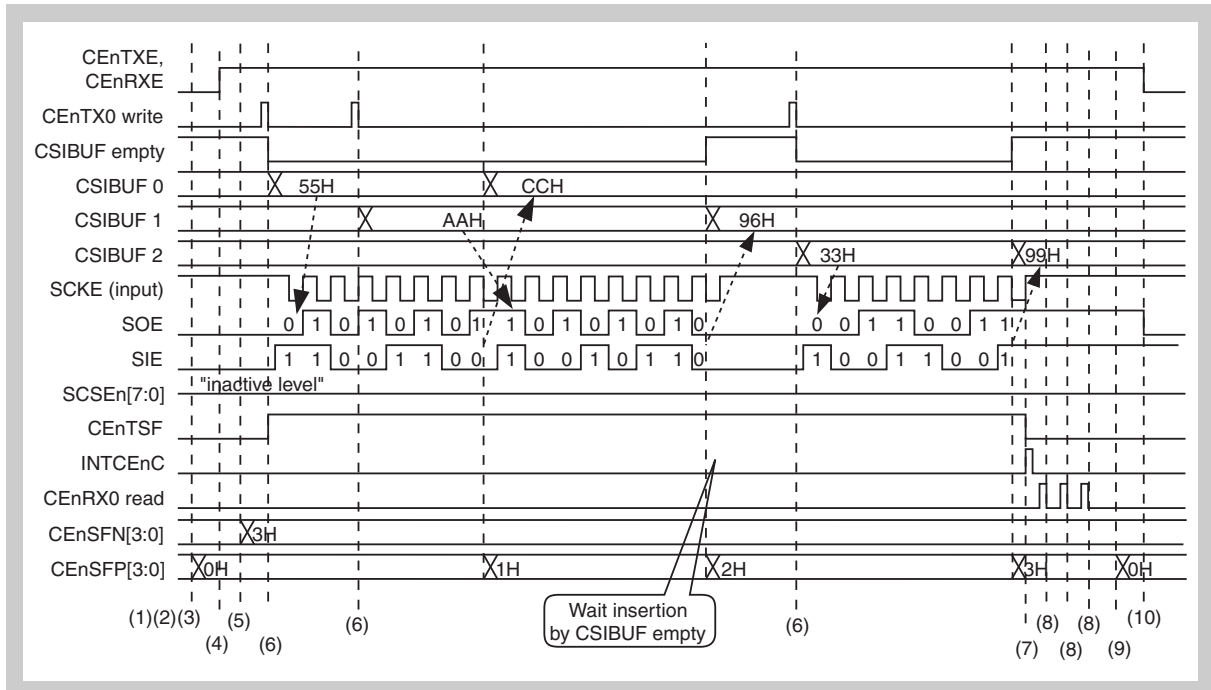 CEnTXE,
CEnRXE
CEnTX0 write
CSIBUF empty
CSIBUF 0 55H CCH
CSIBUF 1 AAH 96H
CSIBUF 2 33H 99H
SCKE (input)
SOE 0 1 0 1 0 1 0 1 1 0 1 0 1 0 1 0 0 0 1 1 0 0 1 1
SIE 1 1 0 0 1 1 0 0 1 0 0 1 0 1 1 0 1 0 0 1 1 0 0 1
"inactive level"
SCSEn[7:0]
CEnTSF
INTCEnC
CEnRX0 read
CEnSFN[3:0] 3H
CEnSFP[3:0] 0H 1H 2H 3H 0H
Wait insertion
by CSIBUF empty
(1)(2)(3) (5) (6) (6) (8) (8) (10)
(4) (6) (7) (8) (9)